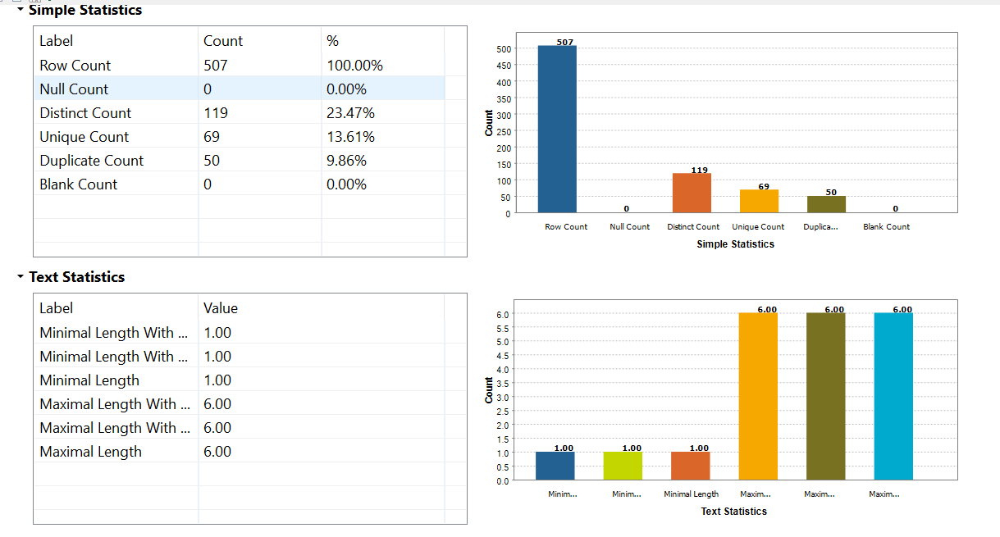 Simple Statistics
Label Count %
Row Count 507 100.00%
Null Count 0 0.00%
Distinct Count 119 23.47%
Unique Count 69 13.61%
Duplicate Count 50 9.86%
Blank Count 0 0.00%
Count
500
450
400
350
300
250
200
150
100
50
0
507
0
119
69
50
0
Row Count Null Count Distinct Count Unique Count Duplica... Blank Count
Simple Statistics
Text Statistics
Label Value
Minimal Length With ... 1.00
Minimal Length With ... 1.00
Minimal Length 1.00
Maximal Length With ... 6.00
Maximal Length With ... 6.00
Maximal Length 6.00
Count
6.0
5.5
5.0
4.5
4.0
3.5
3.0
2.5
2.0
1.5
1.0
0.5
0.0
1.00 1.00 1.00 6.00 6.00 6.00
Minim... Minim... Minimal Length Maxim... Maxim... Maxim...
Text Statistics